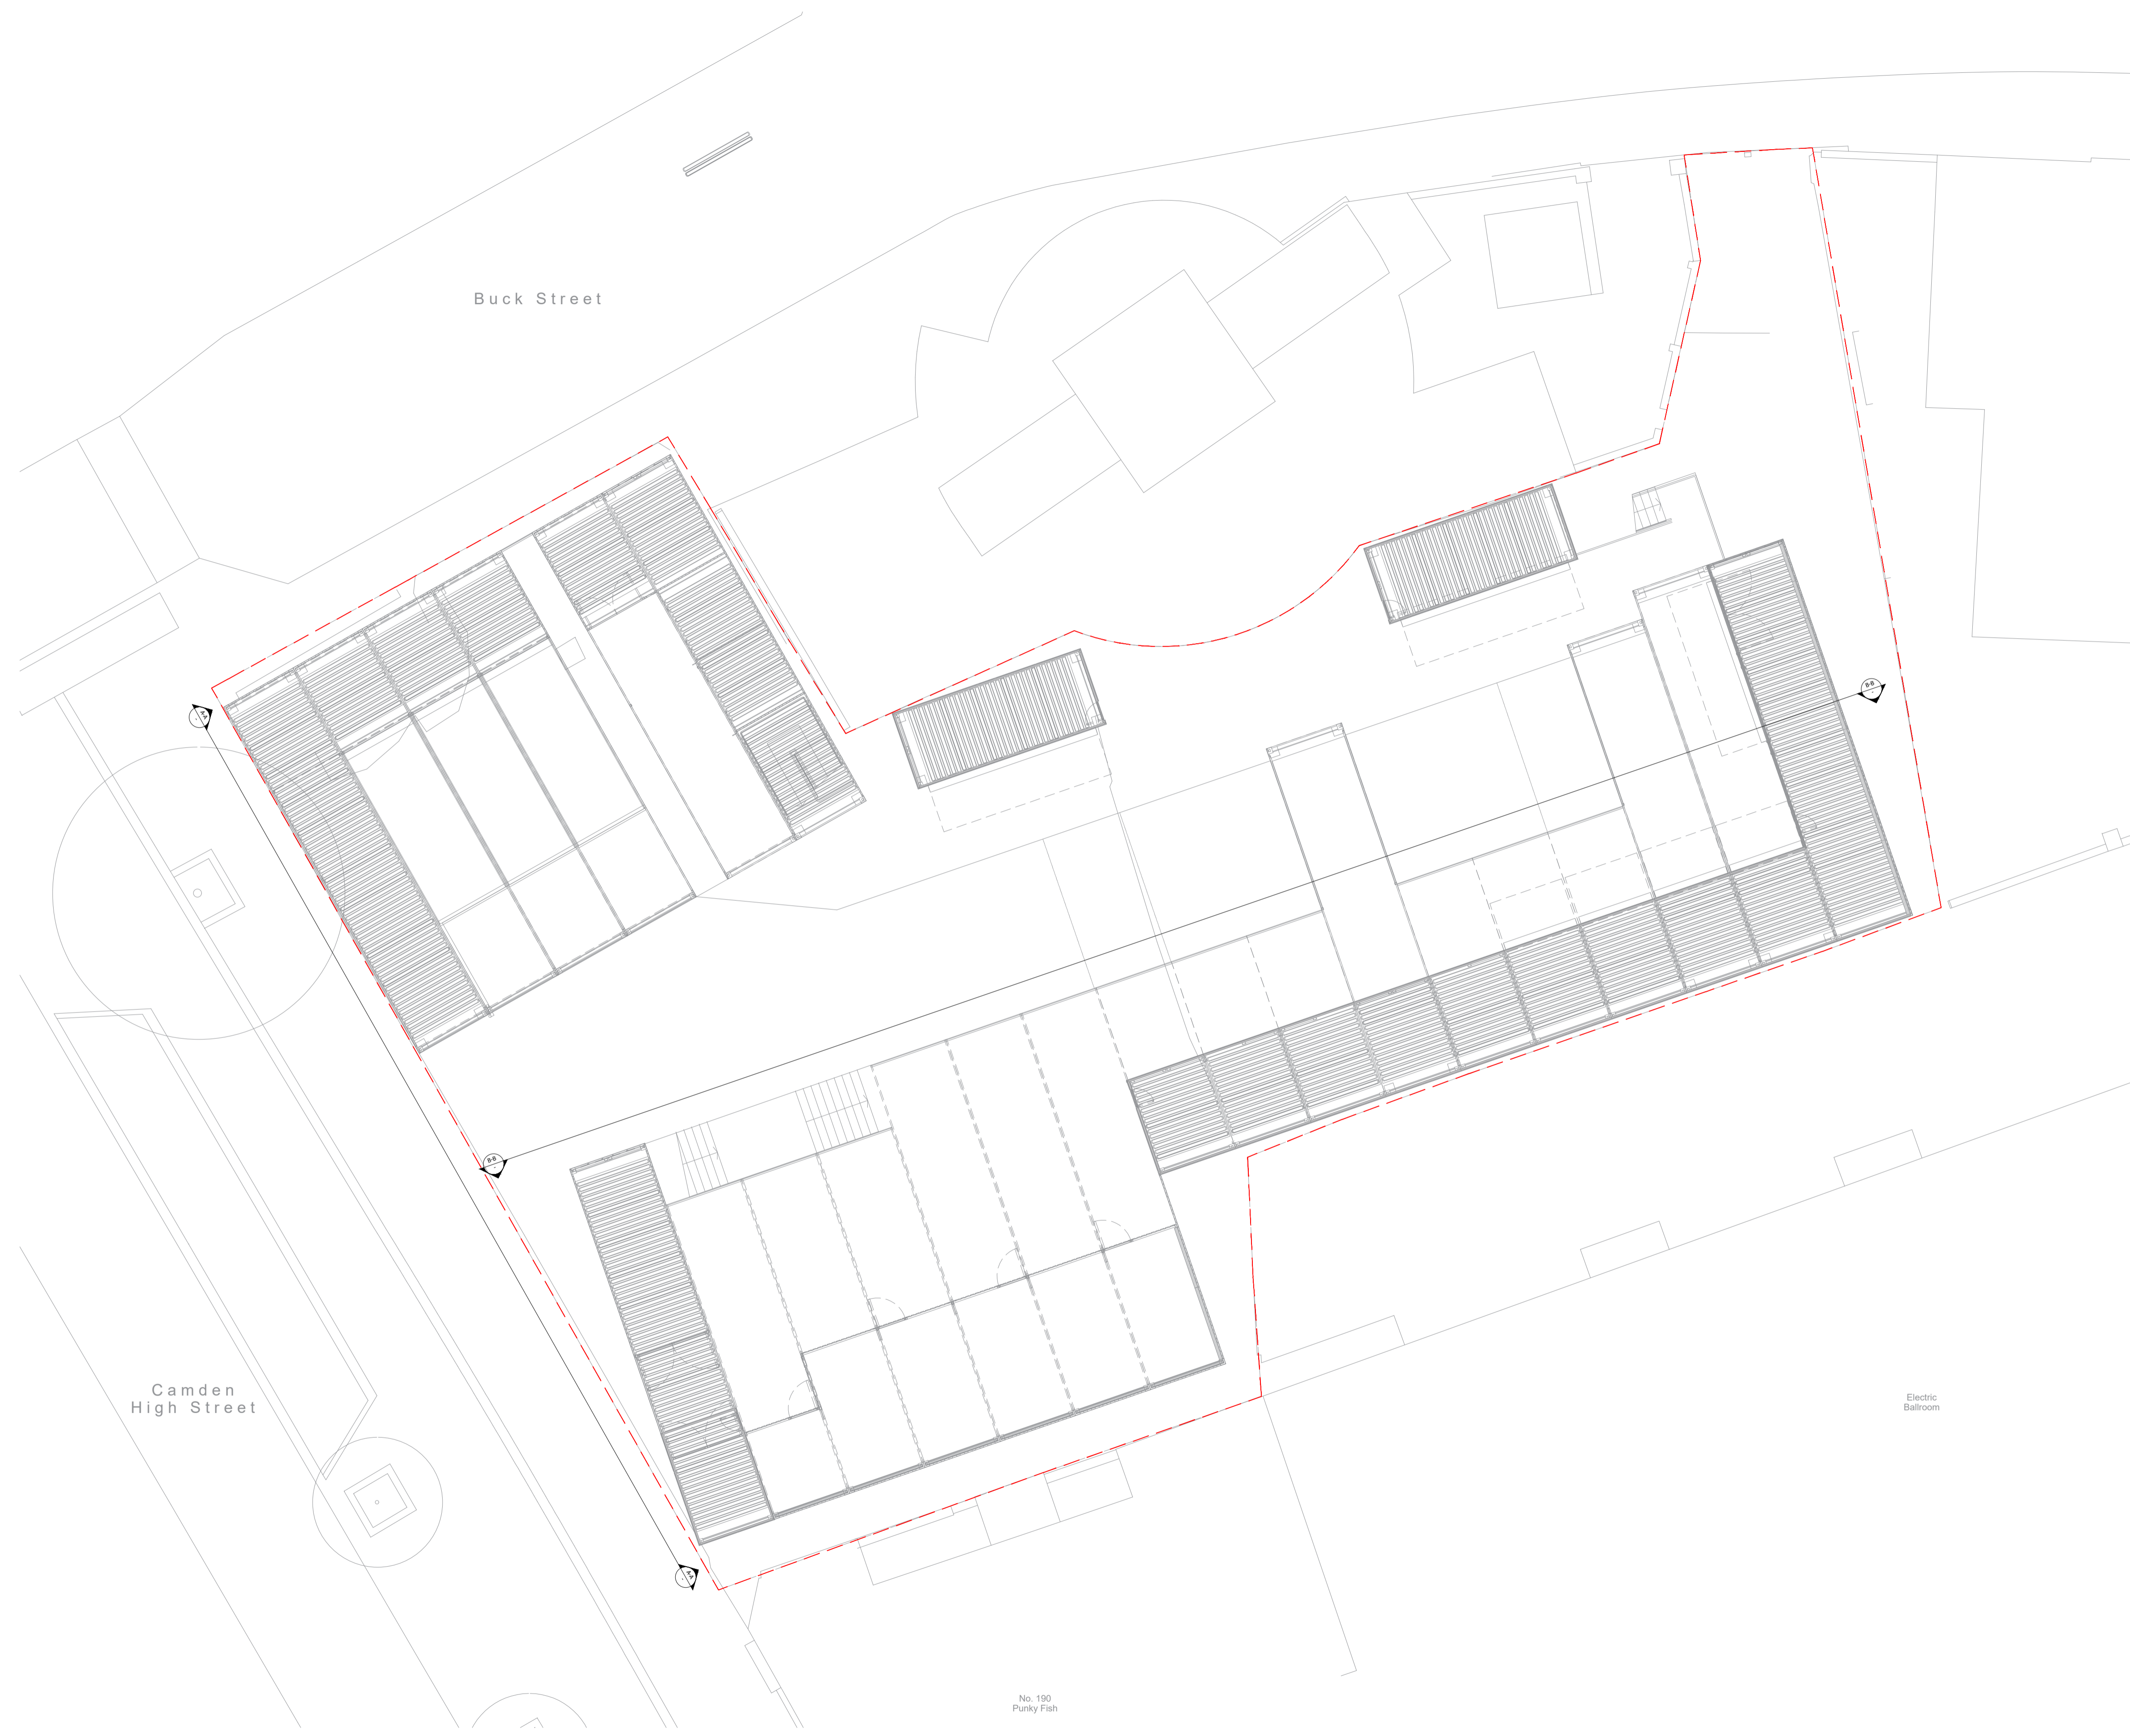 Buck Street
A-A
-
B-B
-
B-B
-
Camden
High Street
Electric
Ballroom
A-A
-
No. 190
Punky Fish